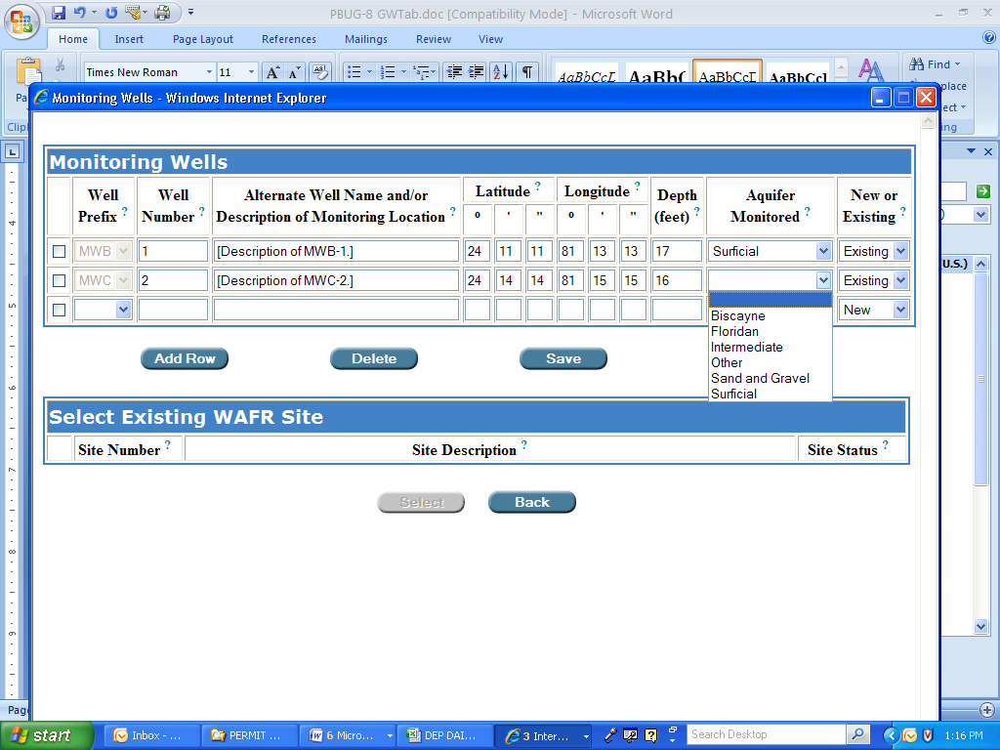 PBUG-8 GWTab.doc [Compatibility Mode] - Microsoft Word
Home Insert Page Layout References Mailings Review View
Times New Roman 11 AaBbCcI AaBbCcI AaBbCcI Find
Monitoring Wells - Windows Internet Explorer
Monitoring Wells
Well Prefix ? Well Number ? Alternate Well Name and/or Description of Monitoring Location ? Latitude ? Longitude ? Depth (feet) ? Aquifer Monitored ? New or Existing ?
º ' " º ' "
MWB 1 [Description of MWB-1.] 24 11 11 81 13 13 17 Surficial Existing
MWC 2 [Description of MWC-2.] 24 14 14 81 15 15 16 Existing
New
Biscayne
Floridan
Intermediate
Other
Sand and Gravel
Surficial
Add Row Delete Save
Select Existing WAFR Site
Site Number ? Site Description ? Site Status ?
Select Back
(U.S.)
start Inbox - ... PERMIT ... 6 Micro... DEP DAI... 3 Inter... Search Desktop 1:16 PM